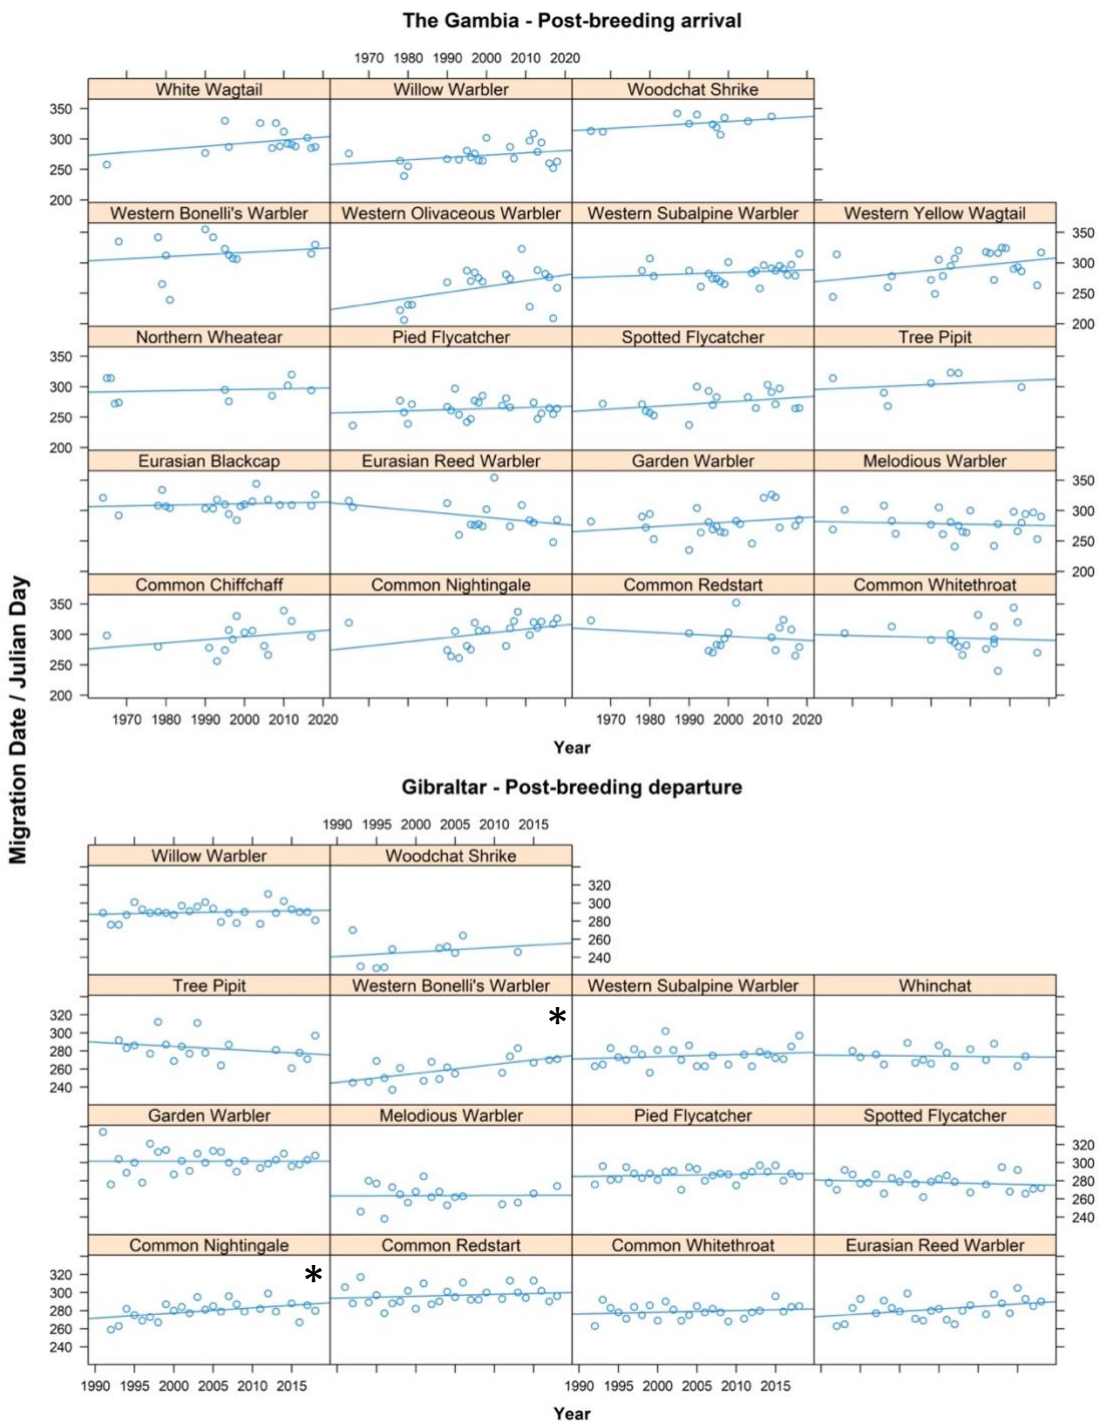 The Gambia - Post-breeding arrival
1970 1980 1990 2000 2010 2020
White Wagtail Willow Warbler Woodchat Shrike
350
300
250
200
Western Bonelli's Warbler Western Olivaceous Warbler Western Subalpine Warbler Western Yellow Wagtail
350
300
250
200
Northern Wheatear Pied Flycatcher Spotted Flycatcher Tree Pipit
350
300
250
200
Eurasian Blackcap Eurasian Reed Warbler Garden Warbler Melodious Warbler
350
300
250
200
Common Chiffchaff Common Nightingale Common Redstart Common Whitethroat
350
300
250
200
1970 1980 1990 2000 2010 2020 1970 1980 1990 2000 2010 2020
Year
Migration Date / Julian Day
Gibraltar - Post-breeding departure
1990 1995 2000 2005 2010 2015
Willow Warbler Woodchat Shrike
320
300
280
260
240
Tree Pipit Western Bonelli's Warbler Western Subalpine Warbler Whinchat
*
320
300
280
260
240
Garden Warbler Melodious Warbler Pied Flycatcher Spotted Flycatcher
320
300
280
260
240
Common Nightingale Common Redstart Common Whitethroat Eurasian Reed Warbler
*
320
300
280
260
240
1990 1995 2000 2005 2010 2015 1990 1995 2000 2005 2010 2015
Year